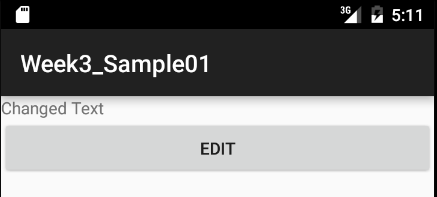 3G 5:11
Week3_Sample01
Changed Text
EDIT